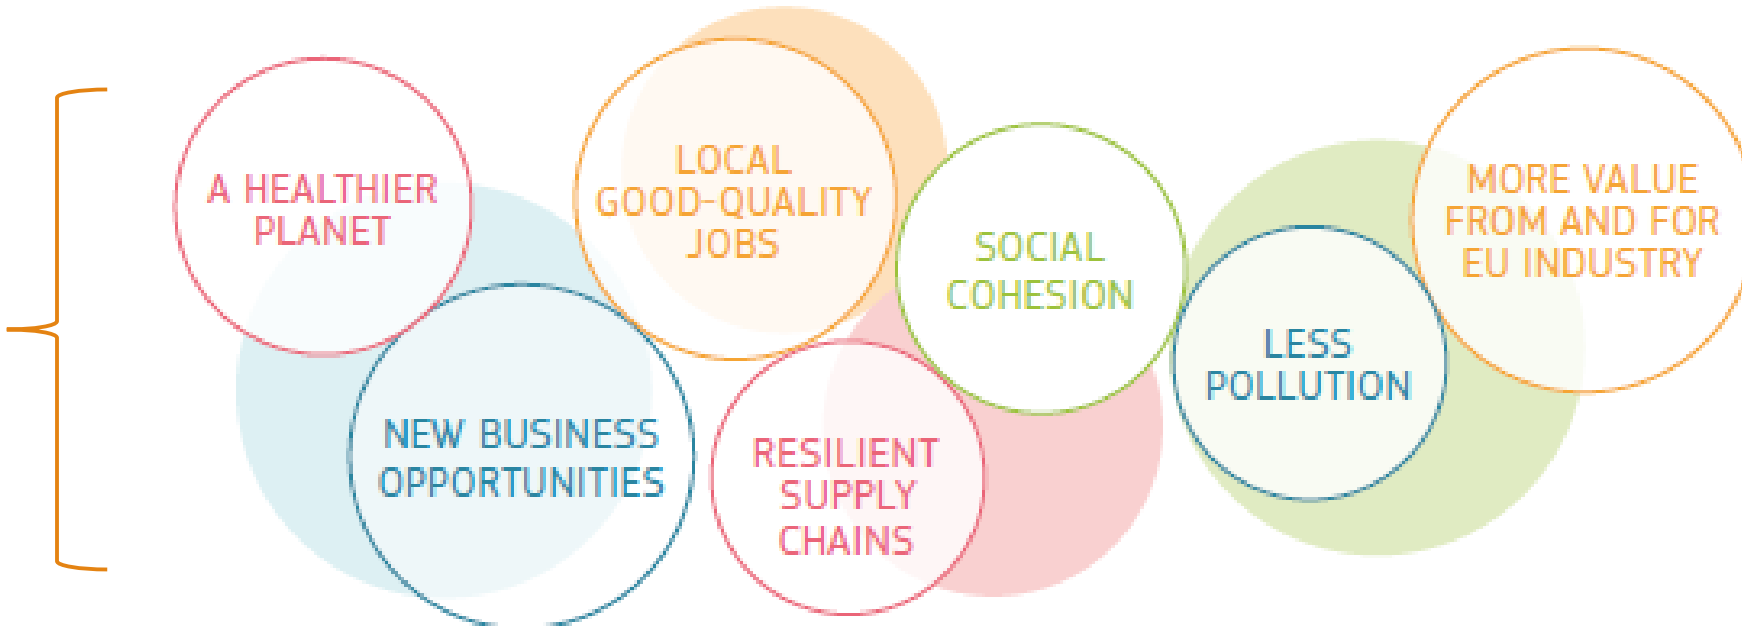 A HEALTHIER
PLANET
NEW BUSINESS
OPPORTUNITIES
LOCAL
GOOD-QUALITY
JOBS
RESILIENT
SUPPLY
CHAINS
SOCIAL
COHESION
LESS
POLLUTION
MORE VALUE
FROM AND FOR
EU INDUSTRY